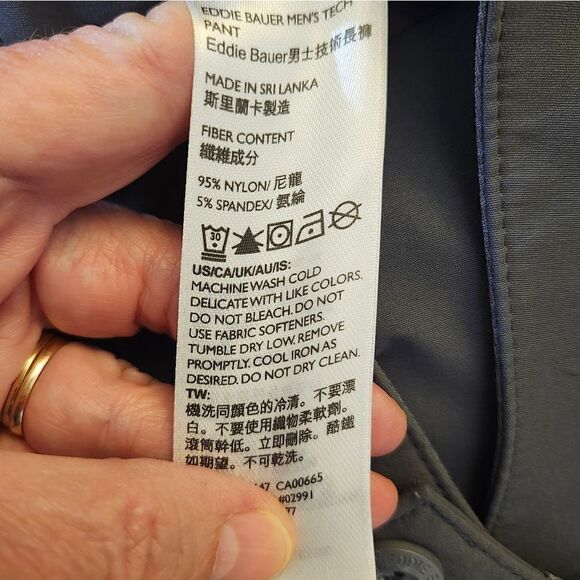 EDDIE BAUER MEN'S TECH
PANT
Eddie Bauer男士技術長褲
MADE IN SRI LANKA
斯里蘭卡製造
FIBER CONTENT
纖維成分
95% NYLON/ 尼龍
5% SPANDEX/ 氨綸
30
US/CA/UK/AU/IS:
MACHINE WASH COLD
DELICATE WITH LIKE COLORS.
DO NOT BLEACH. DO NOT
USE FABRIC SOFTENERS.
TUMBLE DRY LOW. REMOVE
PROMPTLY. COOL IRON AS
DESIRED. DO NOT DRY CLEAN.
TW:
機洗同顏色的冷清。不要漂
白。不要使用織物柔軟劑。
滾筒幹低。立即刪除。酷鐵
如期望。不可乾洗。
47 CA00665
#02991
77